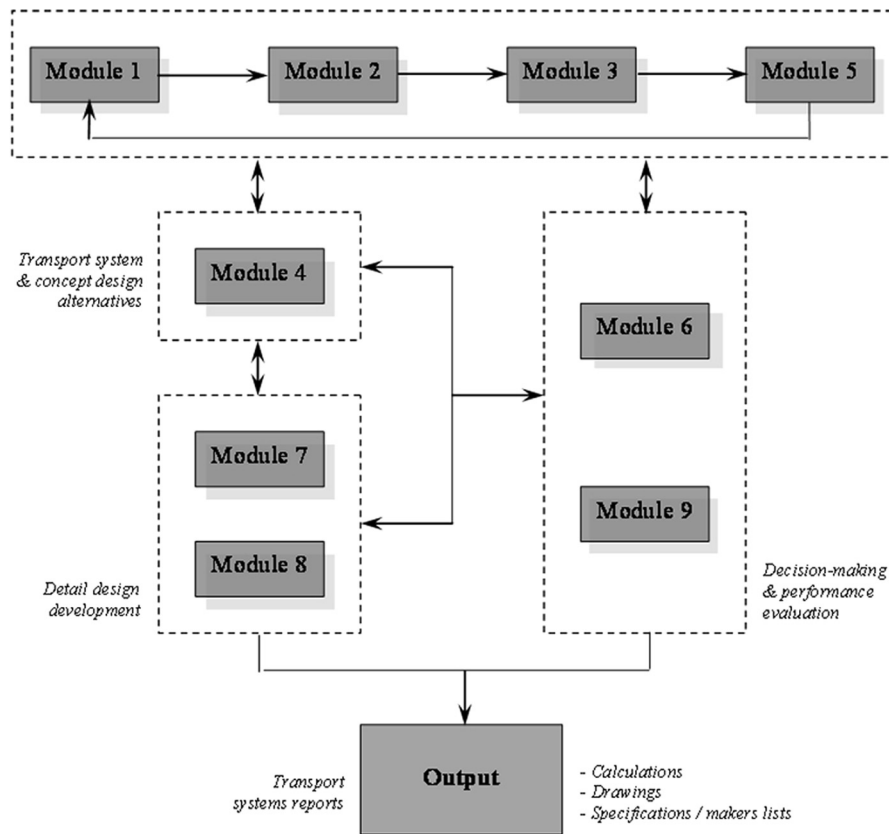 Module 1
Module 2
Module 3
Module 5
Transport system
& concept design
alternatives
Module 4
Module 6
Module 7
Module 9
Module 8
Detail design
development
Decision-making
& performance
evaluation
Transport
systems reports
Output
- Calculations
- Drawings
- Specifications / makers lists